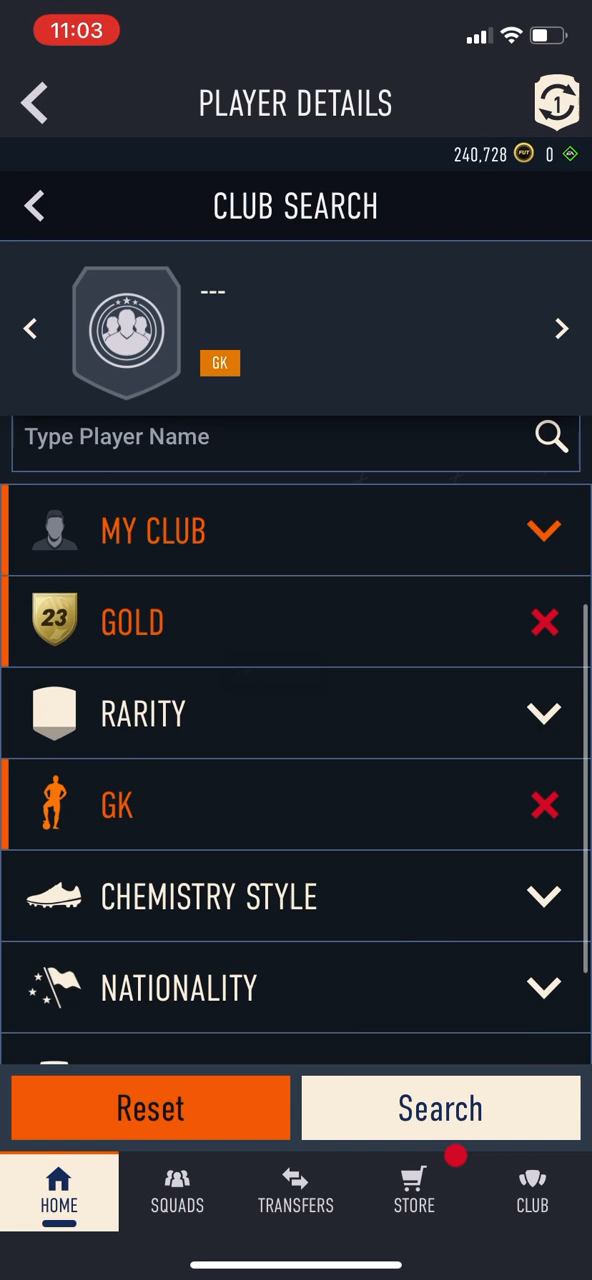 11:03
PLAYER DETAILS
1
240,728 FUT 0
CLUB SEARCH
---
GK
Type Player Name
MY CLUB
23 GOLD
RARITY
GK
CHEMISTRY STYLE
NATIONALITY
Reset Search
HOME SQUADS TRANSFERS STORE CLUB